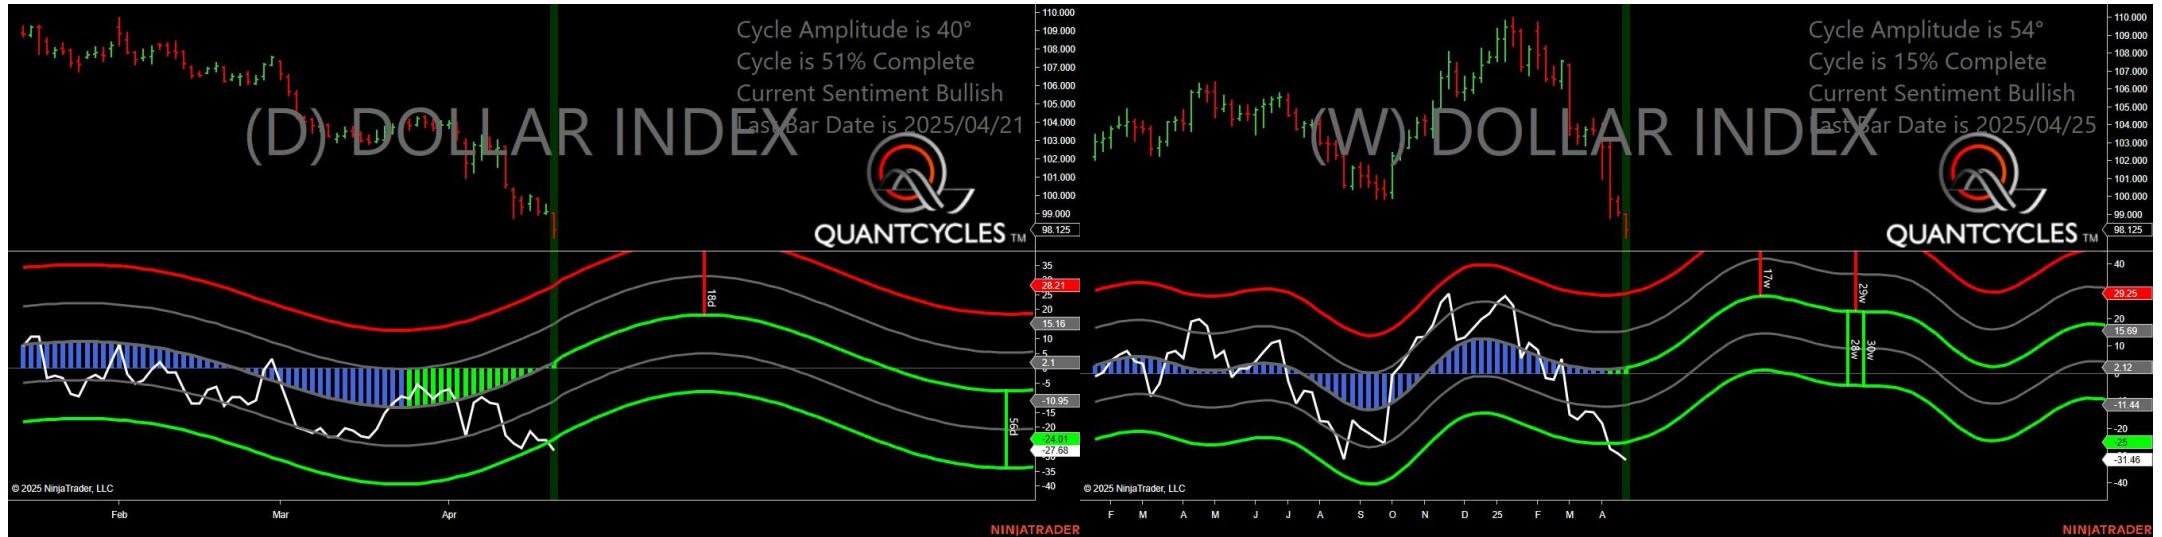 Cycle Amplitude is 40°
Cycle is 51% Complete
Current Sentiment Bullish
Last Bar Date is 2025/04/21
(D) DOLLAR INDEX
QUANTCYCLES TM
110.000
109.000
108.000
107.000
106.000
105.000
104.000
103.000
102.000
101.000
100.000
99.000
98.125
18d
56d
35
28.21
25
20
15.16
10
5
2.1
-5
-10.95
-15
-20
-24.01
-27.68
-35
-40
© 2025 NinjaTrader, LLC
Feb
Mar
Apr
NINJATRADER
Cycle Amplitude is 54°
Cycle is 15% Complete
Current Sentiment Bullish
Last Bar Date is 2025/04/25
(W) DOLLAR INDEX
QUANTCYCLES TM
110.000
109.000
108.000
107.000
106.000
105.000
104.000
103.000
102.000
101.000
100.000
99.000
98.125
17w
29w
28w
30w
40
29.25
20
15.69
10
2.12
0
-11.44
-20
-25
-31.46
-40
© 2025 NinjaTrader, LLC
F
M
A
M
J
J
A
S
O
N
D
25
F
M
A
NINJATRADER